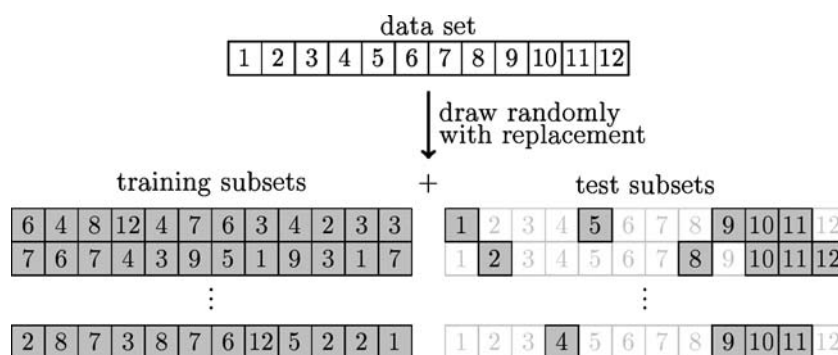 data set
1 2 3 4 5 6 7 8 9 10 11 12
draw randomly
with replacement
training subsets + test subsets
6 4 8 12 4 7 6 3 4 2 3 3 1 2 3 4 5 6 7 8 9 10 11 12
7 6 7 4 3 9 5 1 9 3 1 7 1 2 3 4 5 6 7 8 9 10 11 12
⋮ ⋮
2 8 7 3 8 7 6 12 5 2 2 1 1 2 3 4 5 6 7 8 9 10 11 12